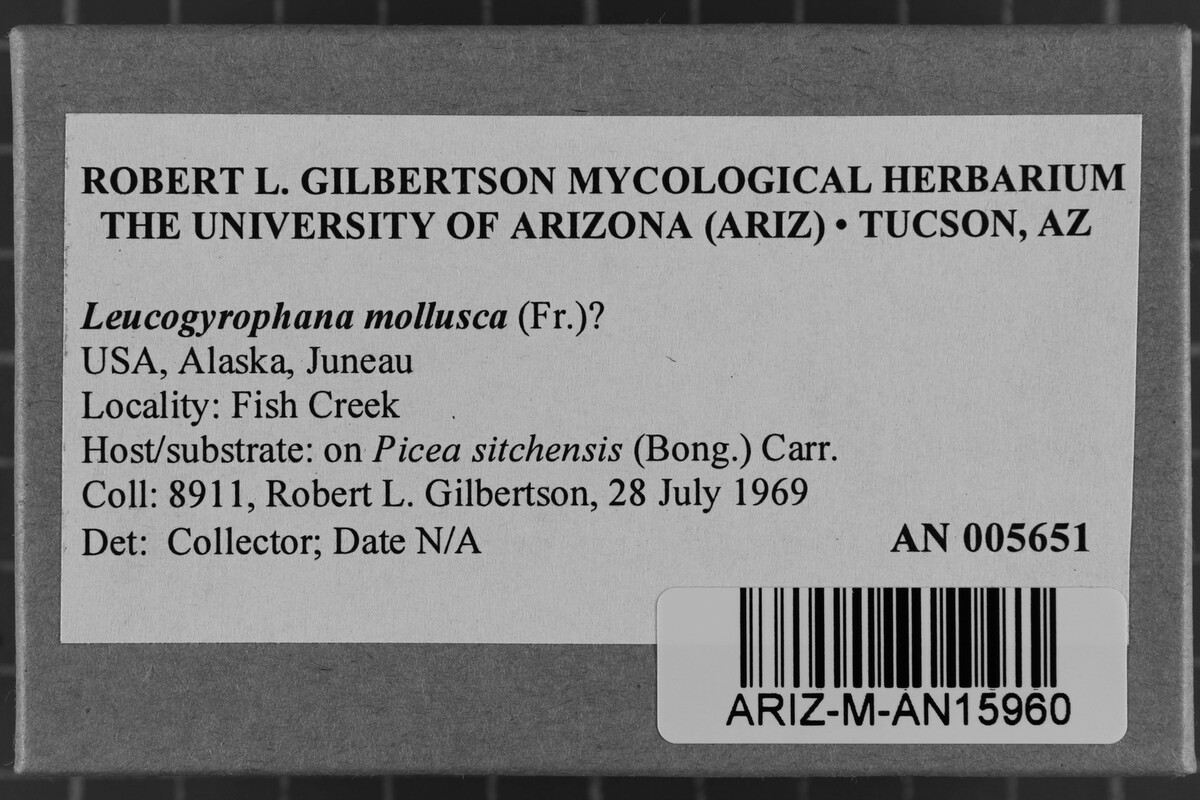 ROBERT L. GILBERTSON MYCOLOGICAL HERBARIUM
THE UNIVERSITY OF ARIZONA (ARIZ) • TUCSON, AZ
Leucogyrophana mollusca (Fr.)?
USA, Alaska, Juneau
Locality: Fish Creek
Host/substrate: on Picea sitchensis (Bong.) Carr.
Coll: 8911, Robert L. Gilbertson, 28 July 1969
Det: Collector; Date N/A
AN 005651
ARIZ-M-AN15960